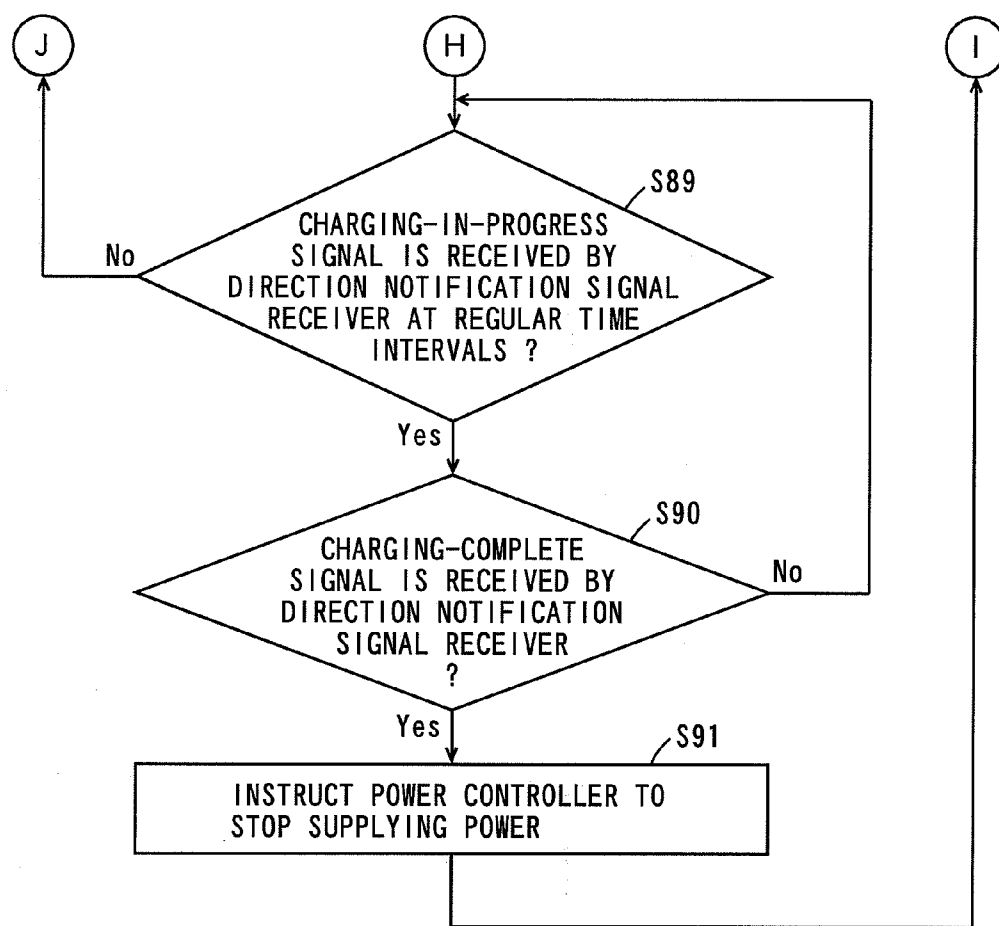 J
H
I
S89
CHARGING-IN-PROGRESS
SIGNAL IS RECEIVED BY
DIRECTION NOTIFICATION SIGNAL
RECEIVER AT REGULAR TIME
INTERVALS ?
No
Yes
S90
CHARGING-COMPLETE
SIGNAL IS RECEIVED BY
DIRECTION NOTIFICATION
SIGNAL RECEIVER
?
No
Yes
S91
INSTRUCT POWER CONTROLLER TO
STOP SUPPLYING POWER